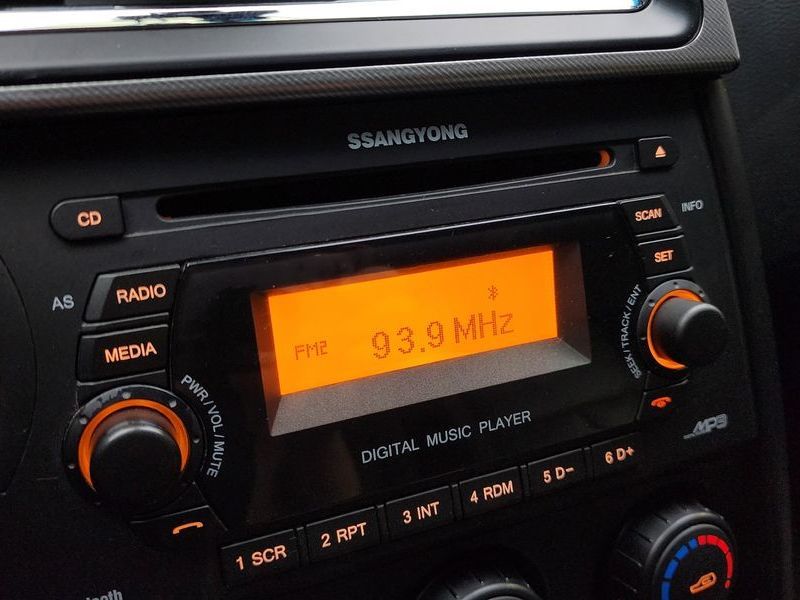 SSANGYONG
CD
SCAN
INFO
SET
AS
RADIO
MEDIA
FM2
93.9 MHz
PWR / VOL / MUTE
SEEK / TRACK / ENT
DIGITAL MUSIC PLAYER
MP3
1 SCR
2 RPT
3 INT
4 RDM
5 D-
6 D+